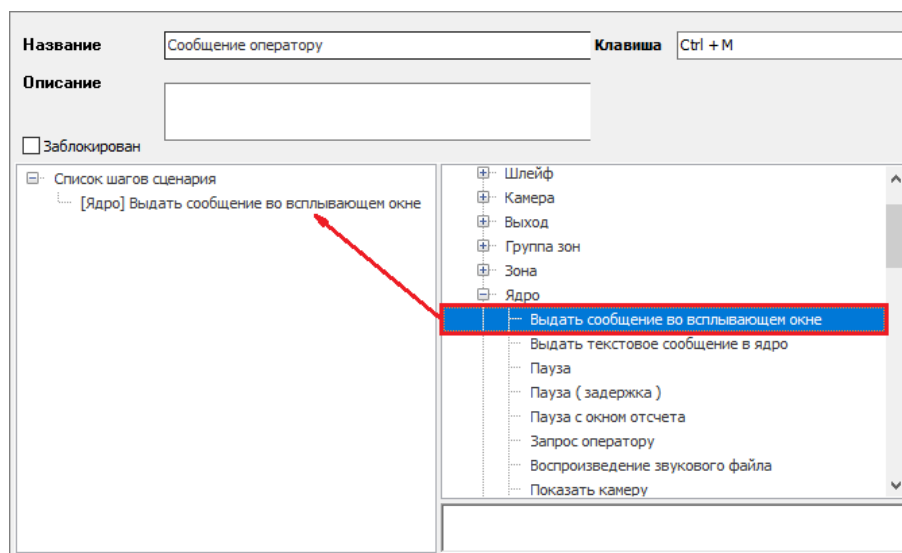 Название Сообщение оператору Клавиша Ctrl + M
Описание
Заблокирован
Список шагов сценария
[Ядро] Выдать сообщение во всплывающем окне
Шлейф
Камера
Выход
Группа зон
Зона
Ядро
Выдать сообщение во всплывающем окне
Выдать текстовое сообщение в ядро
Пауза
Пауза ( задержка )
Пауза с окном отсчета
Запрос оператору
Воспроизведение звукового файла
Показать камеру